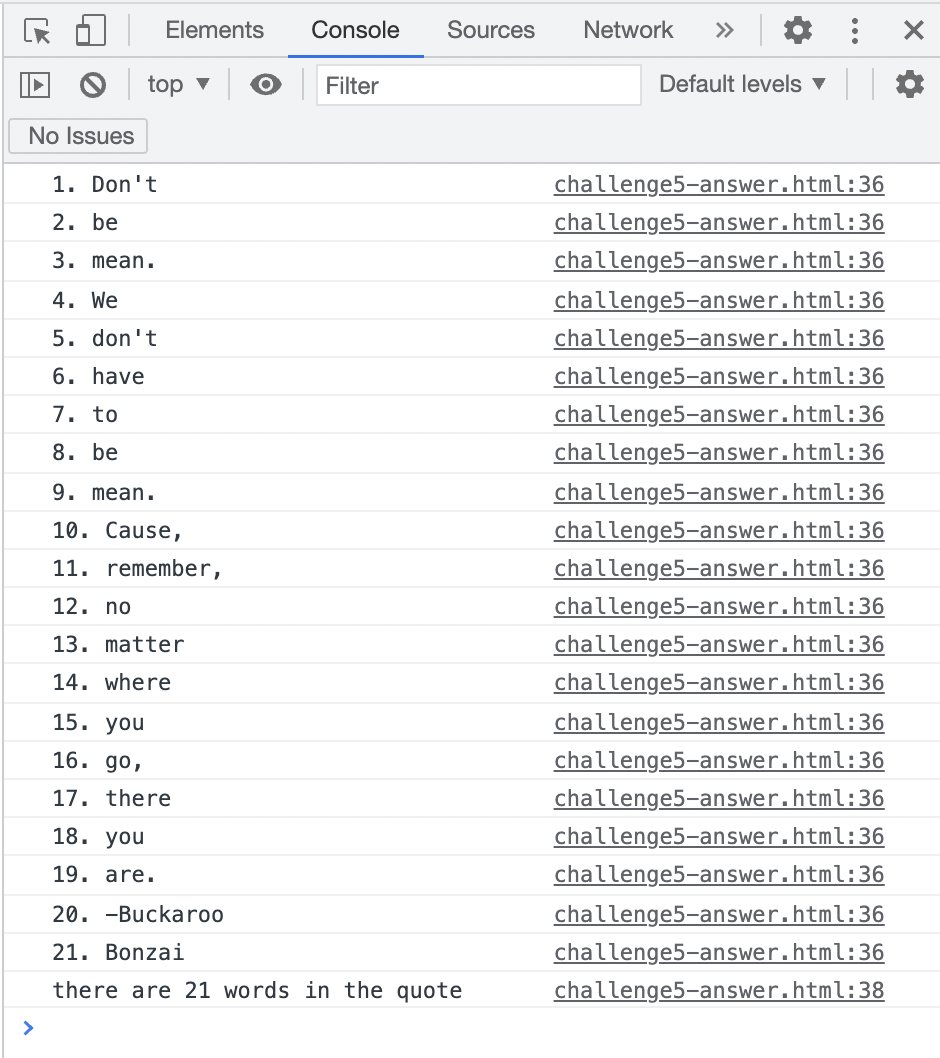 Elements Console Sources Network »
top ▼ Filter Default levels ▼
No Issues
1. Don't challenge5-answer.html:36
2. be challenge5-answer.html:36
3. mean. challenge5-answer.html:36
4. We challenge5-answer.html:36
5. don't challenge5-answer.html:36
6. have challenge5-answer.html:36
7. to challenge5-answer.html:36
8. be challenge5-answer.html:36
9. mean. challenge5-answer.html:36
10. Cause, challenge5-answer.html:36
11. remember, challenge5-answer.html:36
12. no challenge5-answer.html:36
13. matter challenge5-answer.html:36
14. where challenge5-answer.html:36
15. you challenge5-answer.html:36
16. go, challenge5-answer.html:36
17. there challenge5-answer.html:36
18. you challenge5-answer.html:36
19. are. challenge5-answer.html:36
20. -Buckaroo challenge5-answer.html:36
21. Bonzai challenge5-answer.html:36
there are 21 words in the quote challenge5-answer.html:38